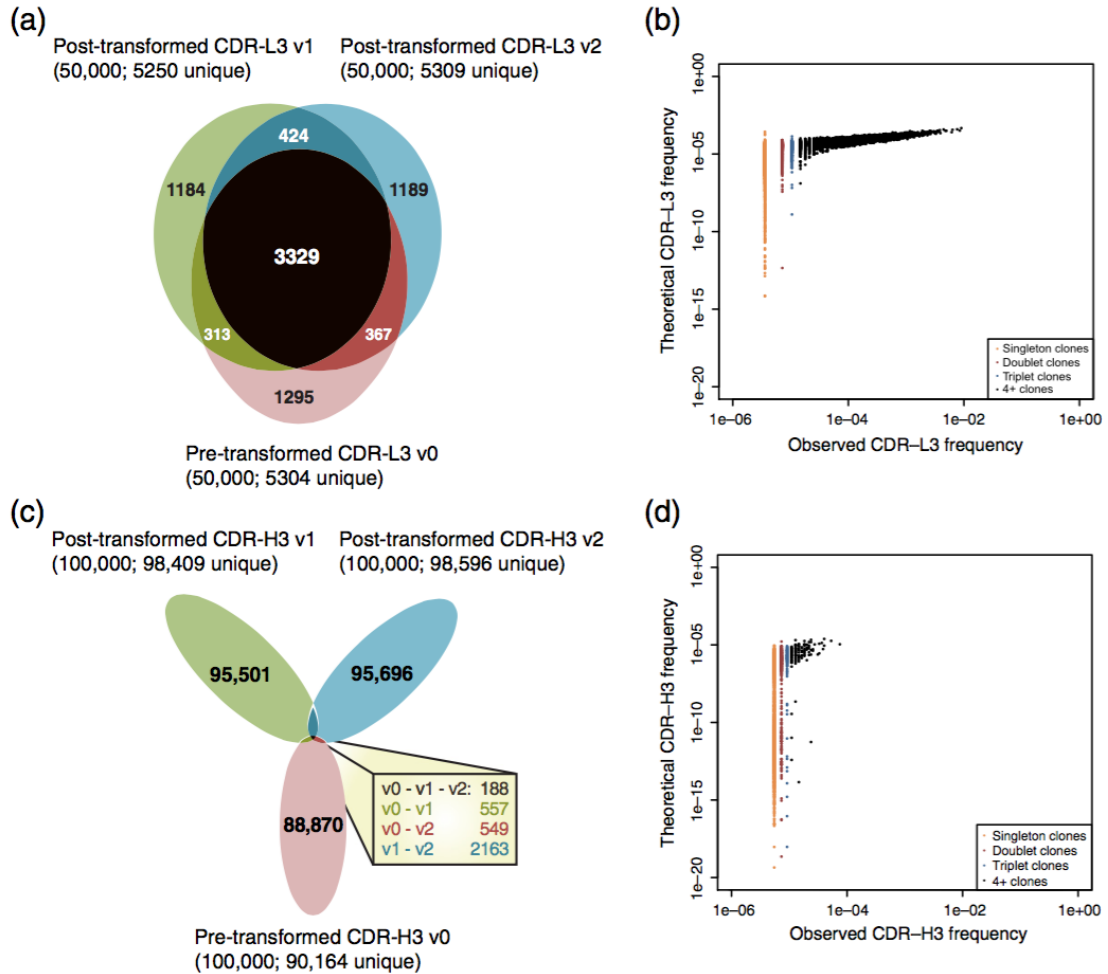 (a)
Post-transformed CDR-L3 v1
(50,000; 5250 unique)
Post-transformed CDR-L3 v2
(50,000; 5309 unique)
424
1184
1189
3329
313
367
1295
Pre-transformed CDR-L3 v0
(50,000; 5304 unique)
(b)
Theoretical CDR–L3 frequency
1e+00
1e–05
1e–10
1e–15
1e–20
Singleton clones
Doublet clones
Triplet clones
4+ clones
1e–06
1e–04
1e–02
1e+00
Observed CDR–L3 frequency
(c)
Post-transformed CDR-H3 v1
(100,000; 98,409 unique)
Post-transformed CDR-H3 v2
(100,000; 98,596 unique)
95,501
95,696
88,870
v0 - v1 - v2: 188
v0 - v1 557
v0 - v2 549
v1 - v2 2163
Pre-transformed CDR-H3 v0
(100,000; 90,164 unique)
(d)
Theoretical CDR–H3 frequency
1e+00
1e–05
1e–10
1e–15
1e–20
Singleton clones
Doublet clones
Triplet clones
4+ clones
1e–06
1e–04
1e–02
1e+00
Observed CDR–H3 frequency